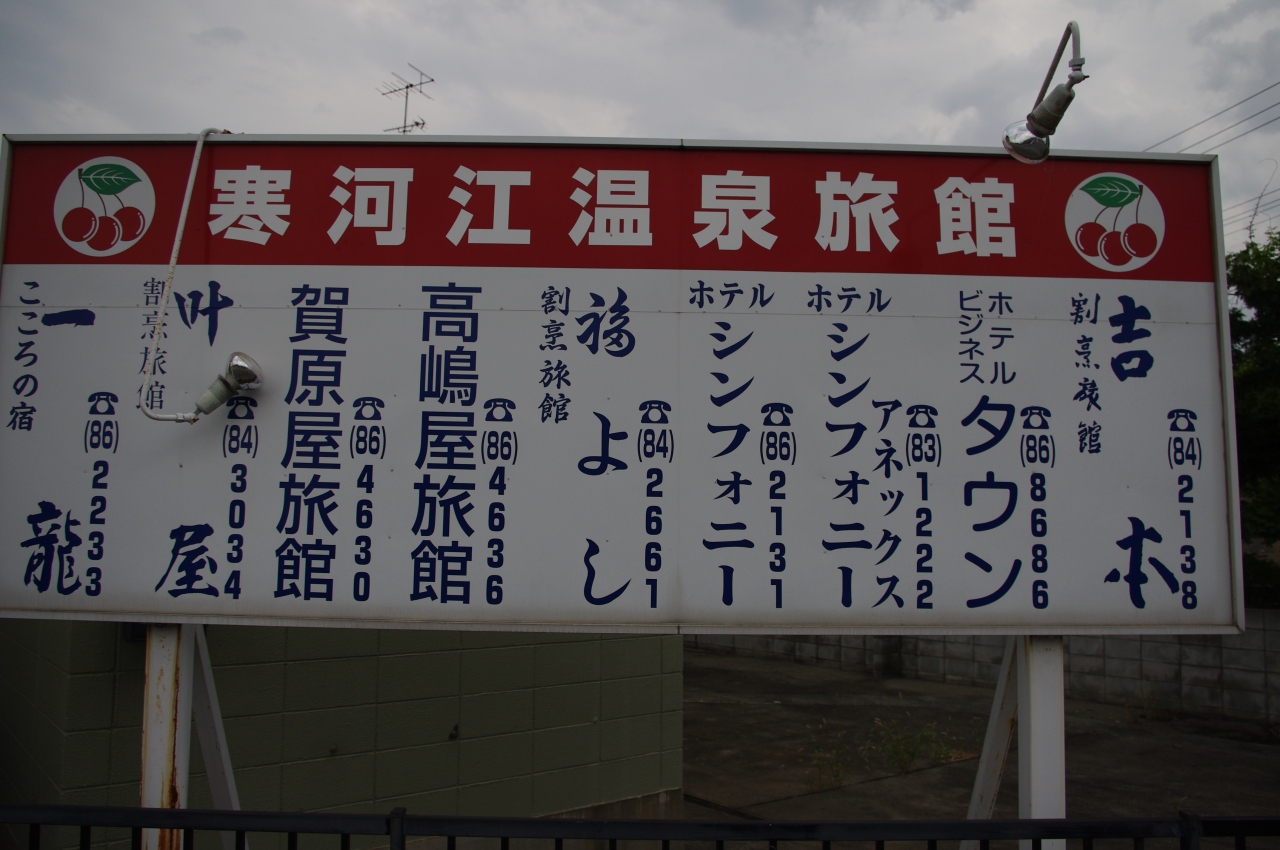 寒河江温泉旅館
割烹旅館
吉本
☎(84)2138
ビジネス
ホテル
タウン
☎(86)8686
ホテル
シンフォニー
アネックス
☎(83)1222
ホテル
シンフォニー
☎(86)2131
割烹旅館
福よし
☎(84)2661
高嶋屋旅館
☎(86)4636
賀原屋旅館
☎(86)4630
割烹旅館
叶屋
☎(84)3034
こころの宿
一龍
☎(86)2233